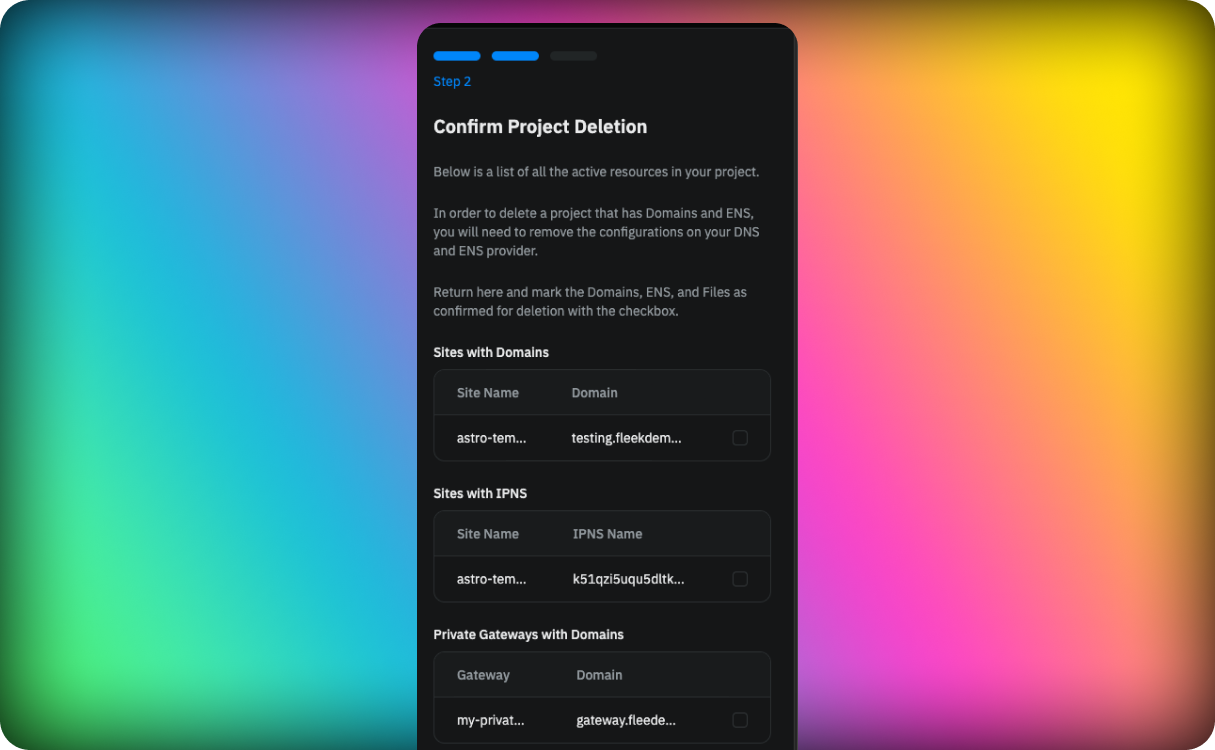 Step 2
Confirm Project Deletion
Below is a list of all the active resources in your project.
In order to delete a project that has Domains and ENS,
you will need to remove the configurations on your DNS
and ENS provider.
Return here and mark the Domains, ENS, and Files as
confirmed for deletion with the checkbox.
Sites with Domains
Site Name Domain
astro-tem... testing.fleekdem...
Sites with IPNS
Site Name IPNS Name
astro-tem... k51qzi5uqu5dltk...
Private Gateways with Domains
Gateway Domain
my-privat... gateway.fleede...